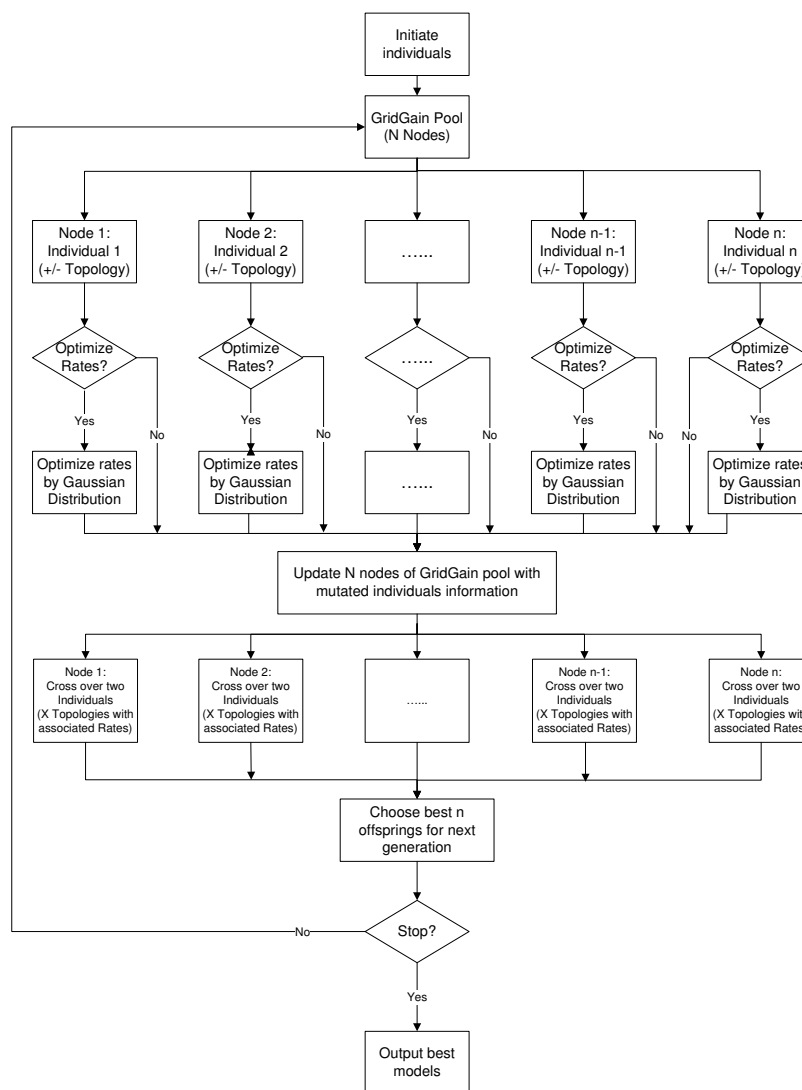 Initiate
individuals
GridGain Pool
(N Nodes)
Node 1:
Individual 1
(+/- Topology)
Node 2:
Individual 2
(+/- Topology)
…...
Node n-1:
Individual n-1
(+/- Topology)
Node n:
Individual n
(+/- Topology)
Optimize
Rates?
Optimize
Rates?
…...
Optimize
Rates?
Optimize
Rates?
Yes
No
Yes
No
Yes
No
Yes
No
No
Yes
Optimize rates
by Gaussian
Distribution
Optimize rates
by Gaussian
Distribution
…...
Optimize rates
by Gaussian
Distribution
Optimize rates
by Gaussian
Distribution
Update N nodes of GridGain pool with
mutated individuals information
Node 1:
Cross over two
Individuals
(X Topologies with
associated Rates)
Node 2:
Cross over two
Individuals
(X Topologies with
associated Rates)
…...
Node n-1:
Cross over two
Individuals
(X Topologies with
associated Rates)
Node n:
Cross over two
Individuals
(X Topologies with
associated Rates)
Choose best n
offsprings for next
generation
No
Stop?
Yes
Output best
models